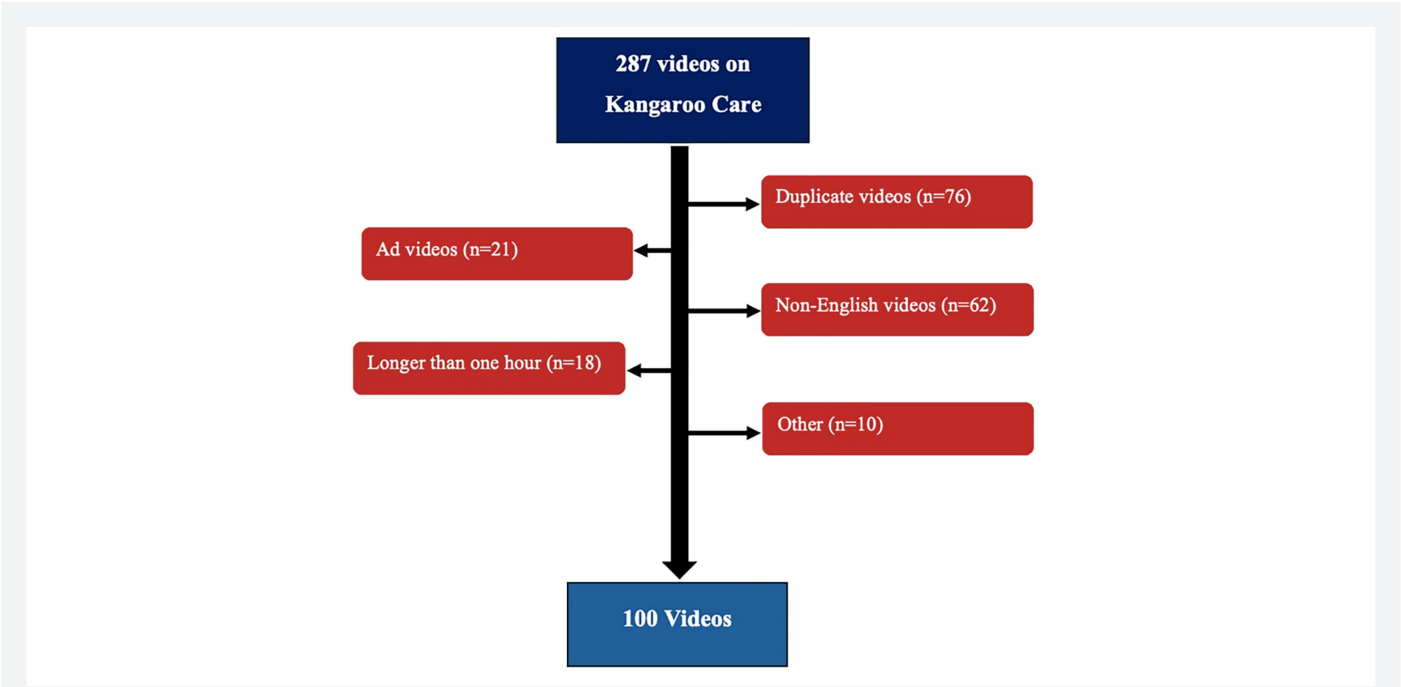 287 videos on
Kangaroo Care
Duplicate videos (n=76)
Ad videos (n=21)
Non-English videos (n=62)
Longer than one hour (n=18)
Other (n=10)
100 Videos